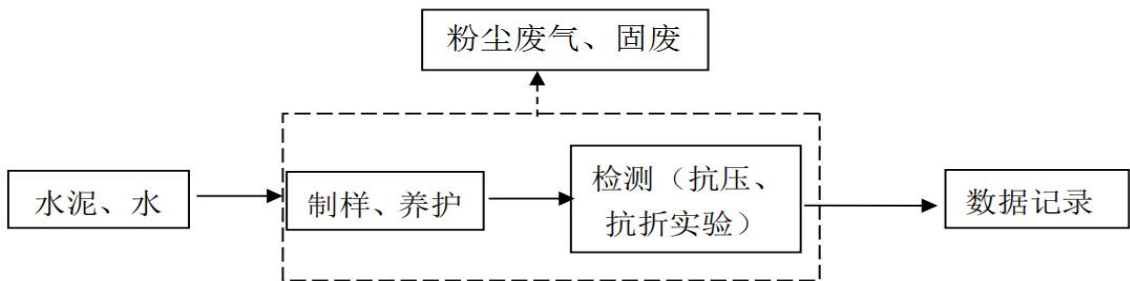 粉尘废气、固废
水泥、水
制样、养护
检测（抗压、
抗折实验）
数据记录